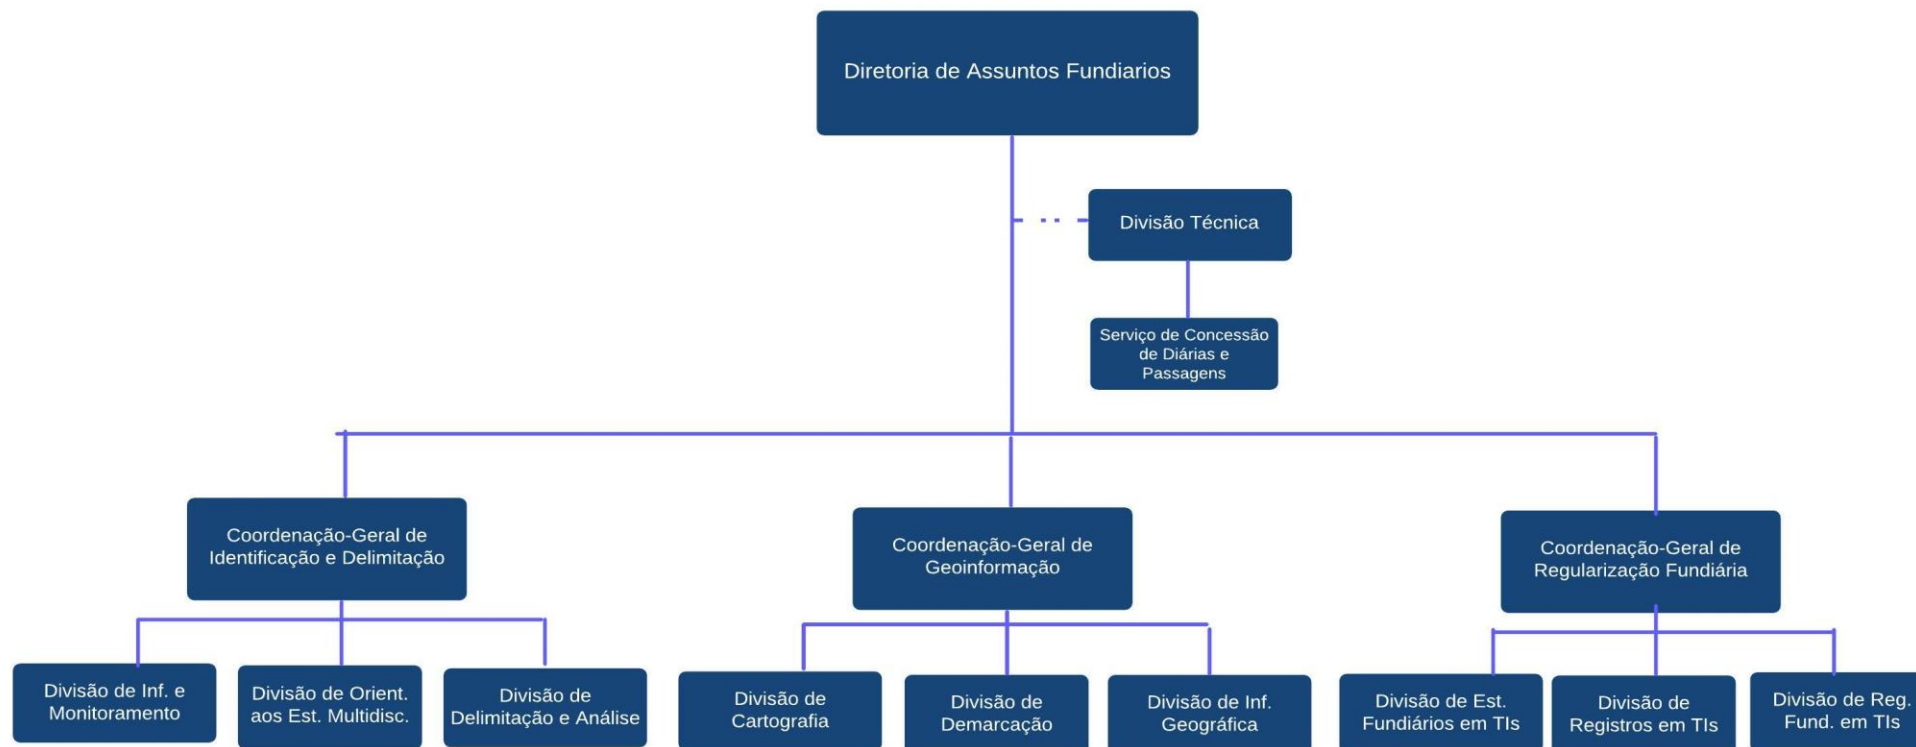 Diretoria de Assuntos Fundiarios
Divisão Técnica
Serviço de Concessão
de Diárias e
Passagens
Coordenação-Geral de
Identificação e Delimitação
Coordenação-Geral de
Geoinformação
Coordenação-Geral de
Regularização Fundiária
Divisão de Inf. e
Monitoramento
Divisão de Orient.
aos Est. Multidisc.
Divisão de
Delimitação e Análise
Divisão de
Cartografia
Divisão de
Demarcação
Divisão de Inf.
Geográfica
Divisão de Est.
Fundiários em TIs
Divisão de
Registros em TIs
Divisão de Reg.
Fund. em TIs